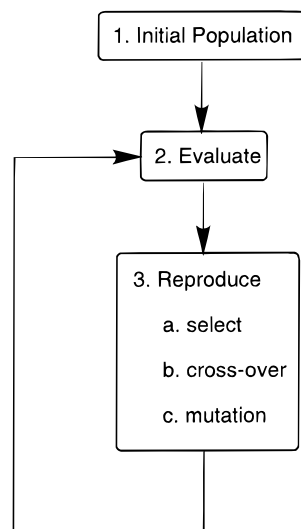 1. Initial Population
2. Evaluate
3. Reproduce
a. select
b. cross-over
c. mutation